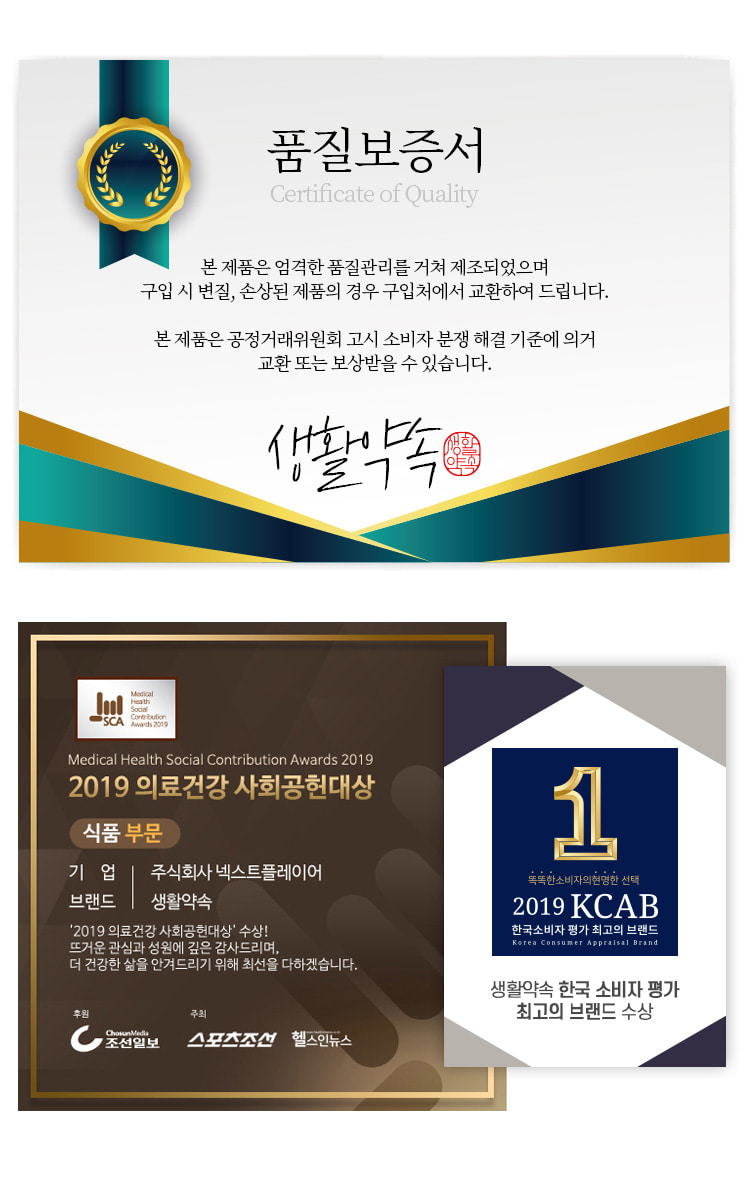 품질보증서
Certificate of Quality
본 제품은 엄격한 품질관리를 거쳐 제조되었으며
구입 시 변질, 손상된 제품의 경우 구입처에서 교환하여 드립니다.
본 제품은 공정거래위원회 고시 소비자 분쟁 해결 기준에 의거
교환 또는 보상받을 수 있습니다.
생활약속
생활
약속
SCA
Medical
Health
Social
Contribution
Awards 2019
Medical Health Social Contribution Awards 2019
2019 의료건강 사회공헌대상
식품 부문
기 업 주식회사 넥스트플레이어
브랜드 생활약속
'2019 의료건강 사회공헌대상' 수상!
뜨거운 관심과 성원에 깊은 감사드리며,
더 건강한 삶을 안겨드리기 위해 최선을 다하겠습니다.
후원
ChosunMedia
조선일보
주최
스포츠조선
헬스인뉴스
1
똑똑한소비자의현명한 선택
2019 KCAB
한국소비자 평가 최고의 브랜드
Korea Consumer Appraisal Brand
생활약속 한국 소비자 평가
최고의 브랜드 수상